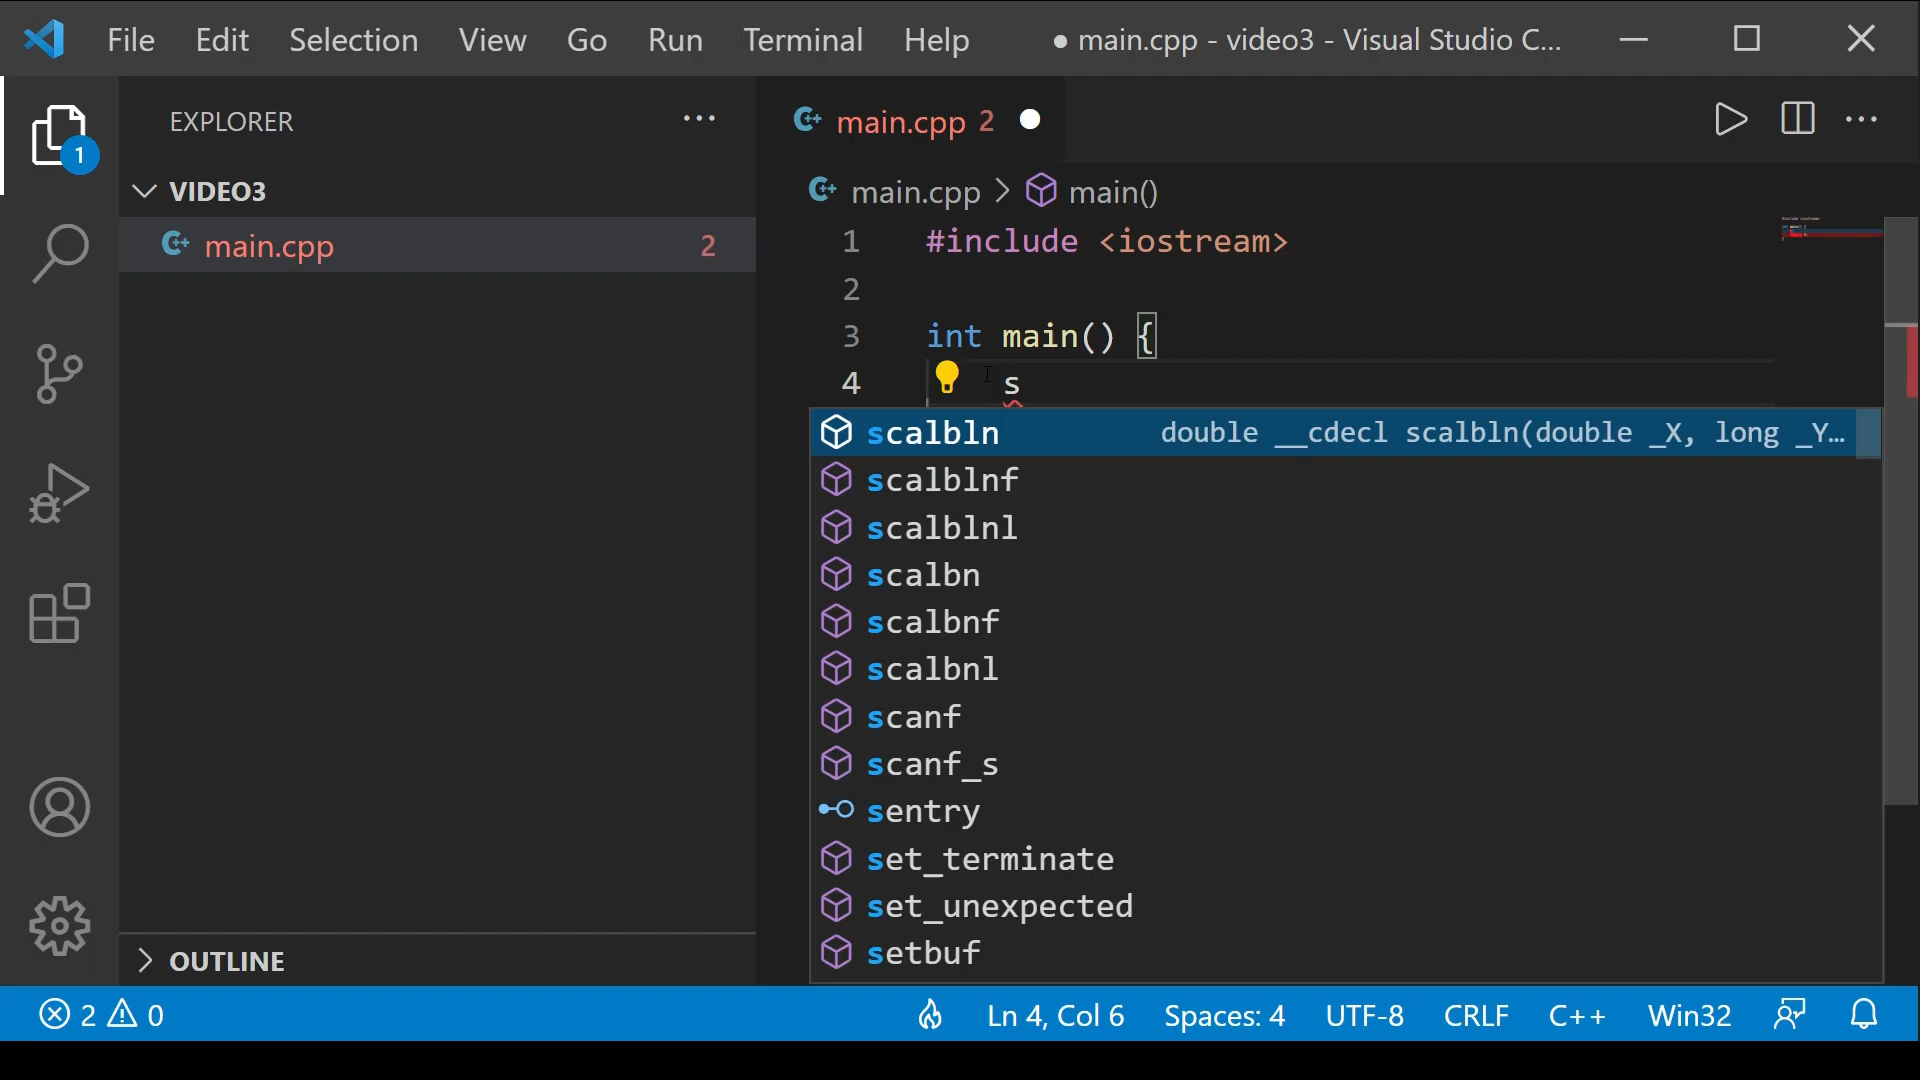 File Edit Selection View Go Run Terminal Help ● main.cpp - video3 - Visual Studio C...
EXPLORER ...
1
VIDEO3
main.cpp 2
main.cpp 2 ●
main.cpp > main()
1 #include <iostream>
2
3 int main() {
4 s
scalbln double __cdecl scalbln(double _X, long _Y...
scalblnf
scalblnl
scalbn
scalbnf
scalbnl
scanf
scanf_s
sentry
set_terminate
set_unexpected
setbuf
OUTLINE
2 0 Ln 4, Col 6 Spaces: 4 UTF-8 CRLF C++ Win32